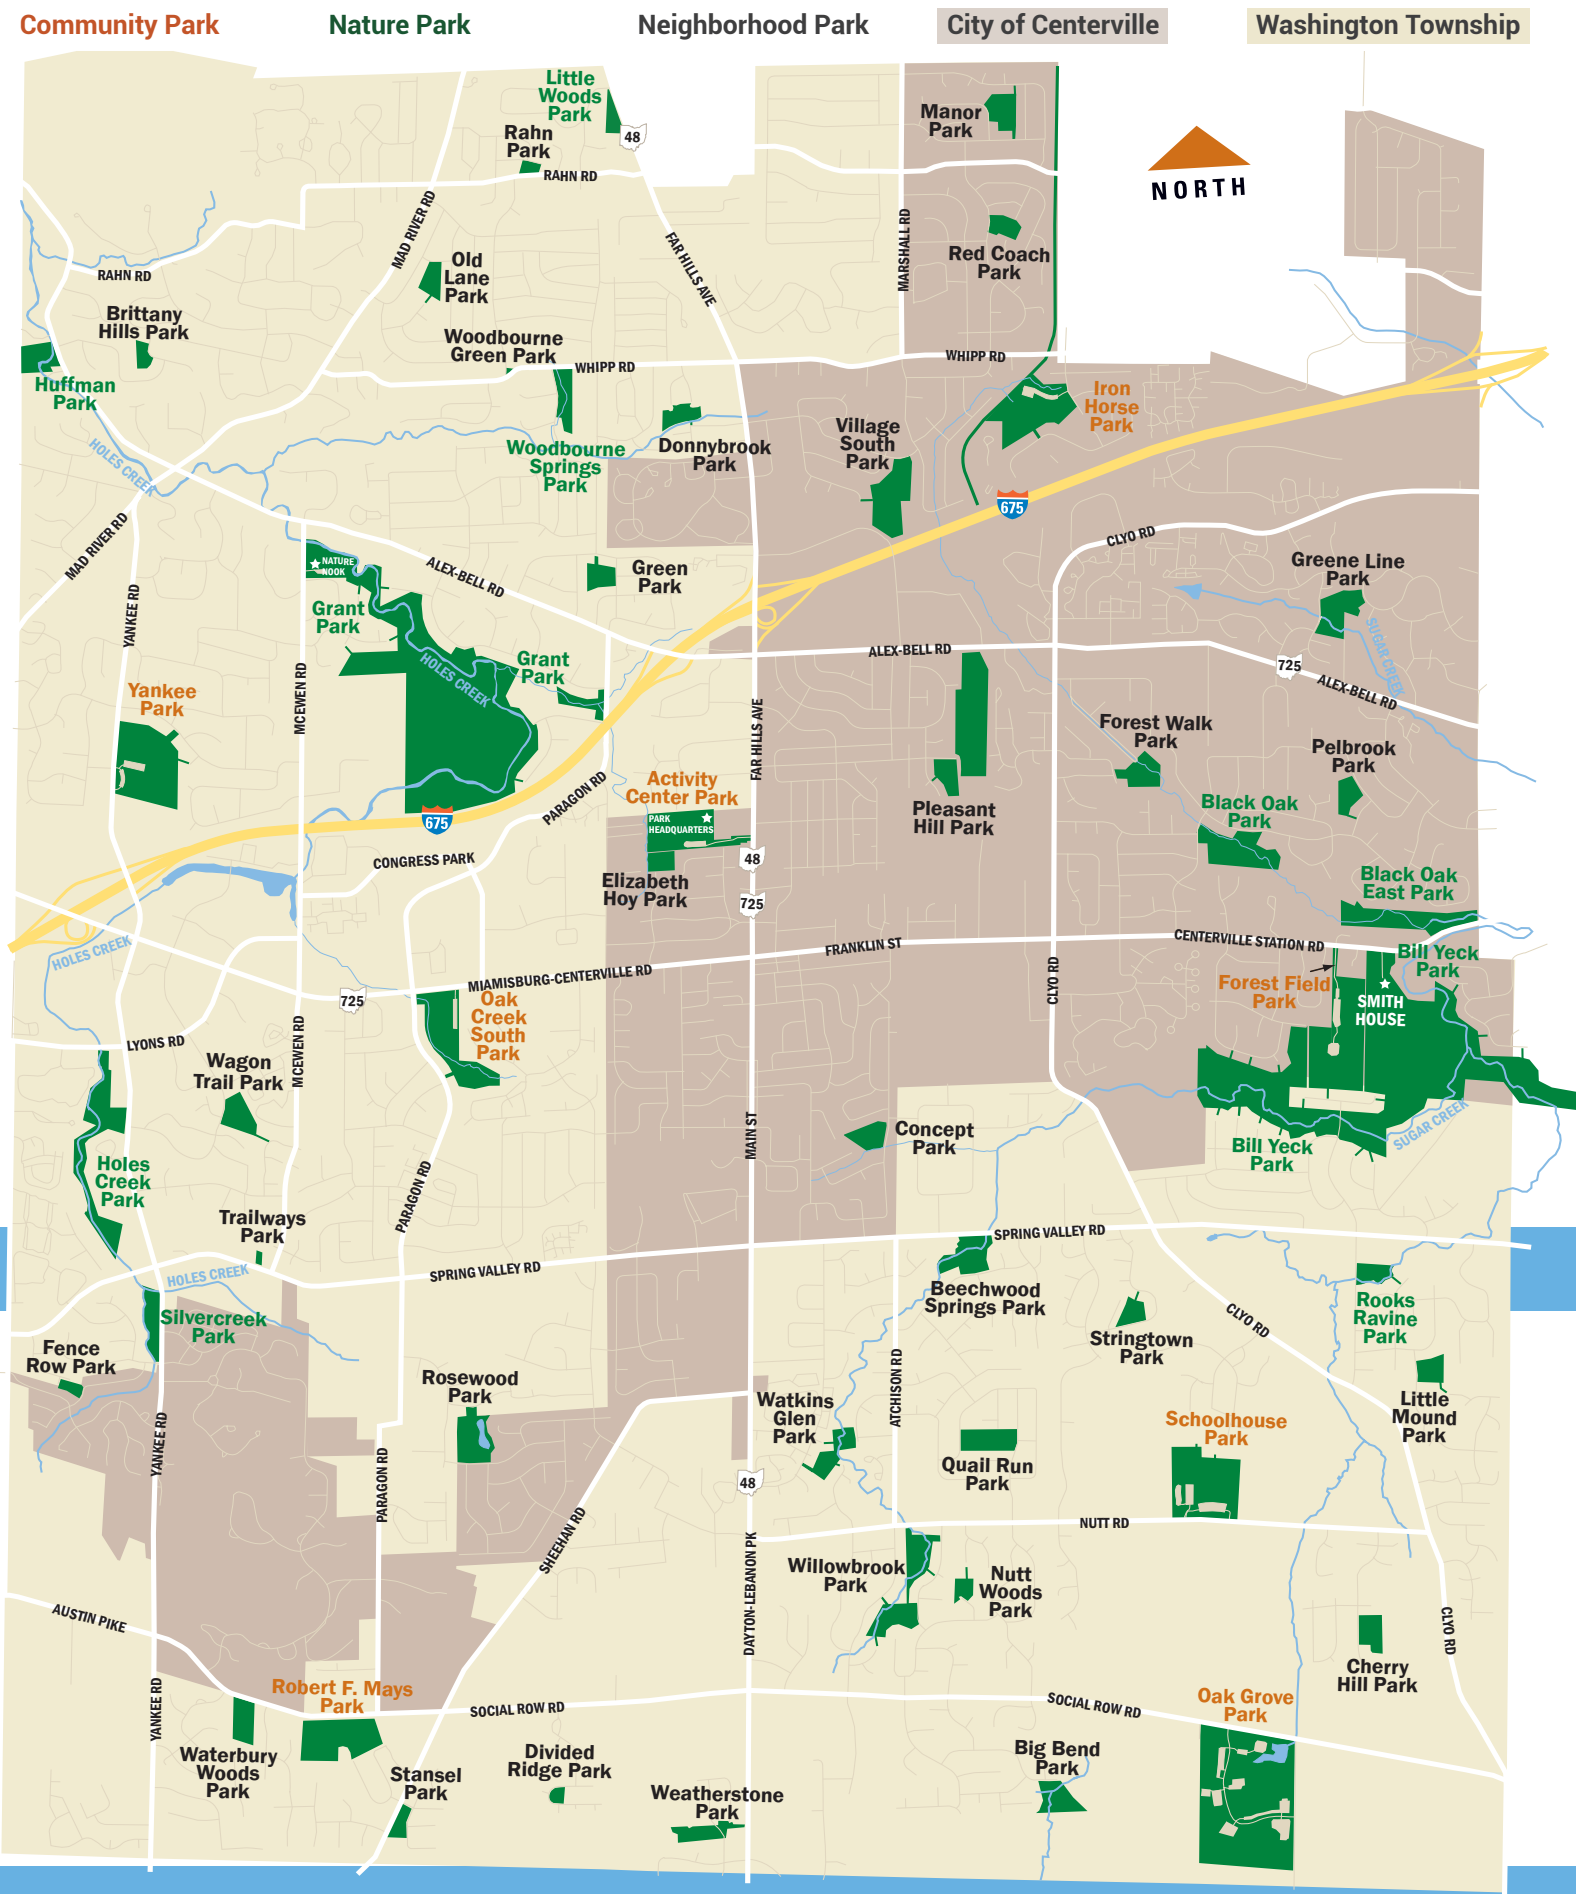 Community Park
Nature Park
Neighborhood Park
City of Centerville
Washington Township
Little
Woods
Park
48
Rahn
Park
RAHN RD
Manor
Park
NORTH
MAD RIVER RD
FAR HILLS AVE
MARSHALL RD
Red Coach
Park
RAHN RD
Old
Lane
Park
Brittany
Hills Park
Woodbourne
Green Park
WHIPP RD
WHIPP RD
Huffman
Park
Iron
Horse
Park
Village
South
Park
Woodbourne
Springs
Park
Donnybrook
Park
HOLES CREEK
675
MAD RIVER RD
CLYO RD
NATURE
NOOK
ALEX-BELL RD
Green
Park
Greene Line
Park
Grant
Park
YANKEE RD
SUGAR CREEK
HOLES CREEK
Grant
Park
ALEX-BELL RD
725
ALEX-BELL RD
MCEWEN RD
Yankee
Park
FAR HILLS AVE
Forest Walk
Park
Pelbrook
Park
Activity
Center Park
PARAGON RD
PARK
HEADQUARTERS
675
Pleasant
Hill Park
Black Oak
Park
CONGRESS PARK
48
Elizabeth
Hoy Park
725
Black Oak
East Park
HOLES CREEK
FRANKLIN ST
CENTERVILLE STATION RD
Bill Yeck
Park
MIAMISBURG-CENTERVILLE RD
CLYO RD
Forest Field
Park
SMITH
HOUSE
725
Oak
Creek
South
Park
LYONS RD
MCEWEN RD
Wagon
Trail Park
MAIN ST
Concept
Park
SUGAR CREEK
Bill Yeck
Park
Holes
Creek
Park
PARAGON RD
Trailways
Park
SPRING VALLEY RD
SPRING VALLEY RD
HOLES CREEK
Beechwood
Springs Park
Silvercreek
Park
Stringtown
Park
CLYO RD
Rooks
Ravine
Park
Fence
Row Park
Rosewood
Park
ATCHISON RD
Watkins
Glen
Park
Little
Mound
Park
Schoolhouse
Park
YANKEE RD
PARAGON RD
Quail Run
Park
48
SHEEHAN RD
NUTT RD
DAYTON-LEBANON PK
Willowbrook
Park
Nutt
Woods
Park
AUSTIN PIKE
CLYO RD
Cherry
Hill Park
YANKEE RD
Robert F. Mays
Park
SOCIAL ROW RD
SOCIAL ROW RD
Oak Grove
Park
Waterbury
Woods
Park
Stansel
Park
Divided
Ridge Park
Big Bend
Park
Weatherstone
Park